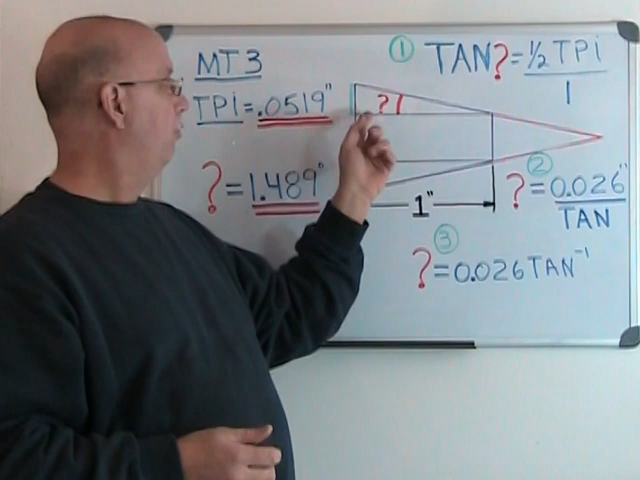 MT3
TPi = .0519"
? = 1.489"
① TAN? = ½ TPi / 1
? 1
1"
② ? = 0.026" / TAN
③ ? = 0.026 TAN⁻¹